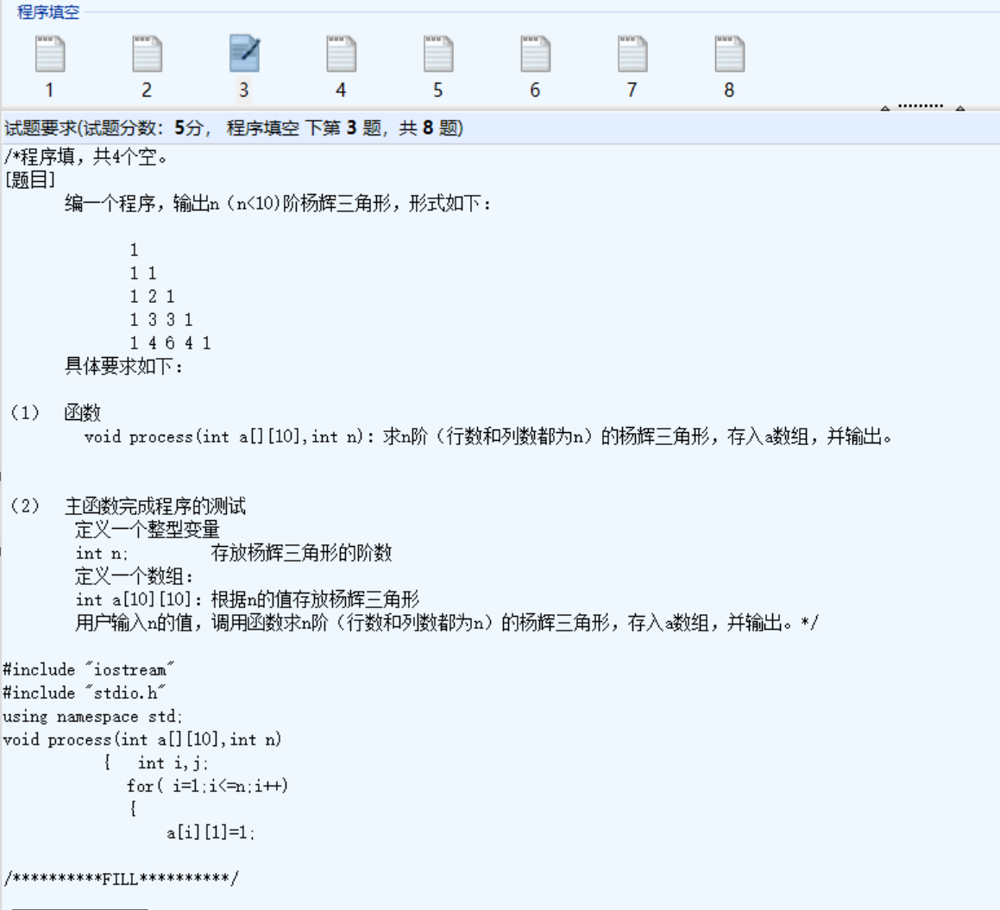 程序填空
1 2 3 4 5 6 7 8
试题要求(试题分数：5分， 程序填空 下第 3 题，共 8 题)
/*程序填，共4个空。
[题目]
编一个程序，输出n（n<10)阶杨辉三角形，形式如下：
1
1 1
1 2 1
1 3 3 1
1 4 6 4 1
具体要求如下：
（1） 函数
void process(int a[][10],int n)：求n阶（行数和列数都为n）的杨辉三角形，存入a数组，并输出。
（2） 主函数完成程序的测试
定义一个整型变量
int n; 存放杨辉三角形的阶数
定义一个数组：
int a[10][10]：根据n的值存放杨辉三角形
用户输入n的值，调用函数求n阶（行数和列数都为n）的杨辉三角形，存入a数组，并输出。*/
#include "iostream"
#include "stdio.h"
using namespace std;
void process(int a[][10],int n)
{ int i,j;
for( i=1;i<=n;i++)
{
a[i][1]=1;
/**********FILL**********/